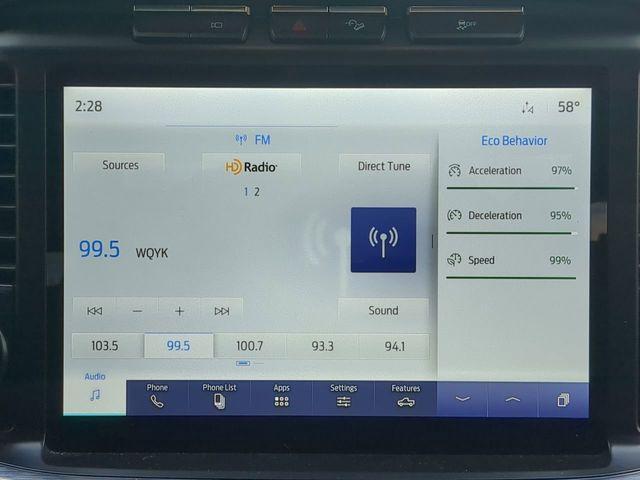 OFF
2:28
58°
FM
Eco Behavior
Sources
HD Radio
Direct Tune
Acceleration 97%
1 2
Deceleration 95%
99.5 WQYK
Speed 99%
Sound
103.5 99.5 100.7 93.3 94.1
Audio
Phone Phone List Apps Settings Features